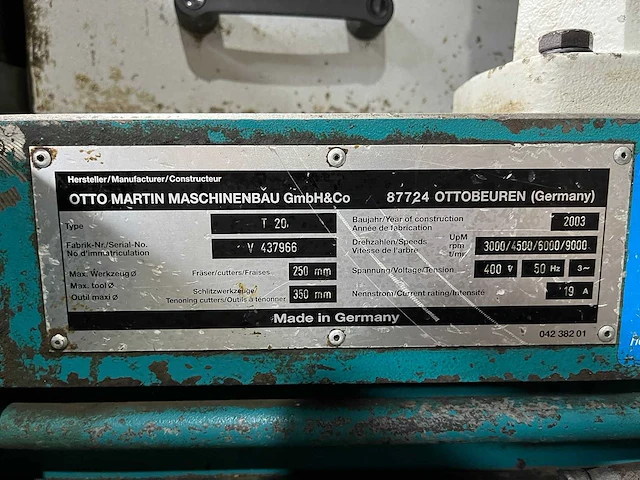 Hersteller/Manufacturer/Constructeur
OTTO MARTIN MASCHINENBAU GmbH&Co 87724 OTTOBEUREN (Germany)
Type T 20
Baujahr/Year of construction 2003
Année de fabrication
Fabrik-Nr./Serial-No. V 437966
No d'immatriculation
Drehzahlen/Speeds UpM 3000/4500/6000/9000
Vitesse de l'arbre rpm
t/m
Max. Werkzeug Ø Fräser/cutters/Fraises 250 mm
Max. tool Ø
Outil maxi Ø
Spannung/Voltage/Tension 400 V 50 Hz 3~
Schlitzwerkzeuge/ 350 mm
Tenoning cutters/Outils à tenonner
Nennstrom/Current rating/Intensité 19 A
Made in Germany
042 382 01